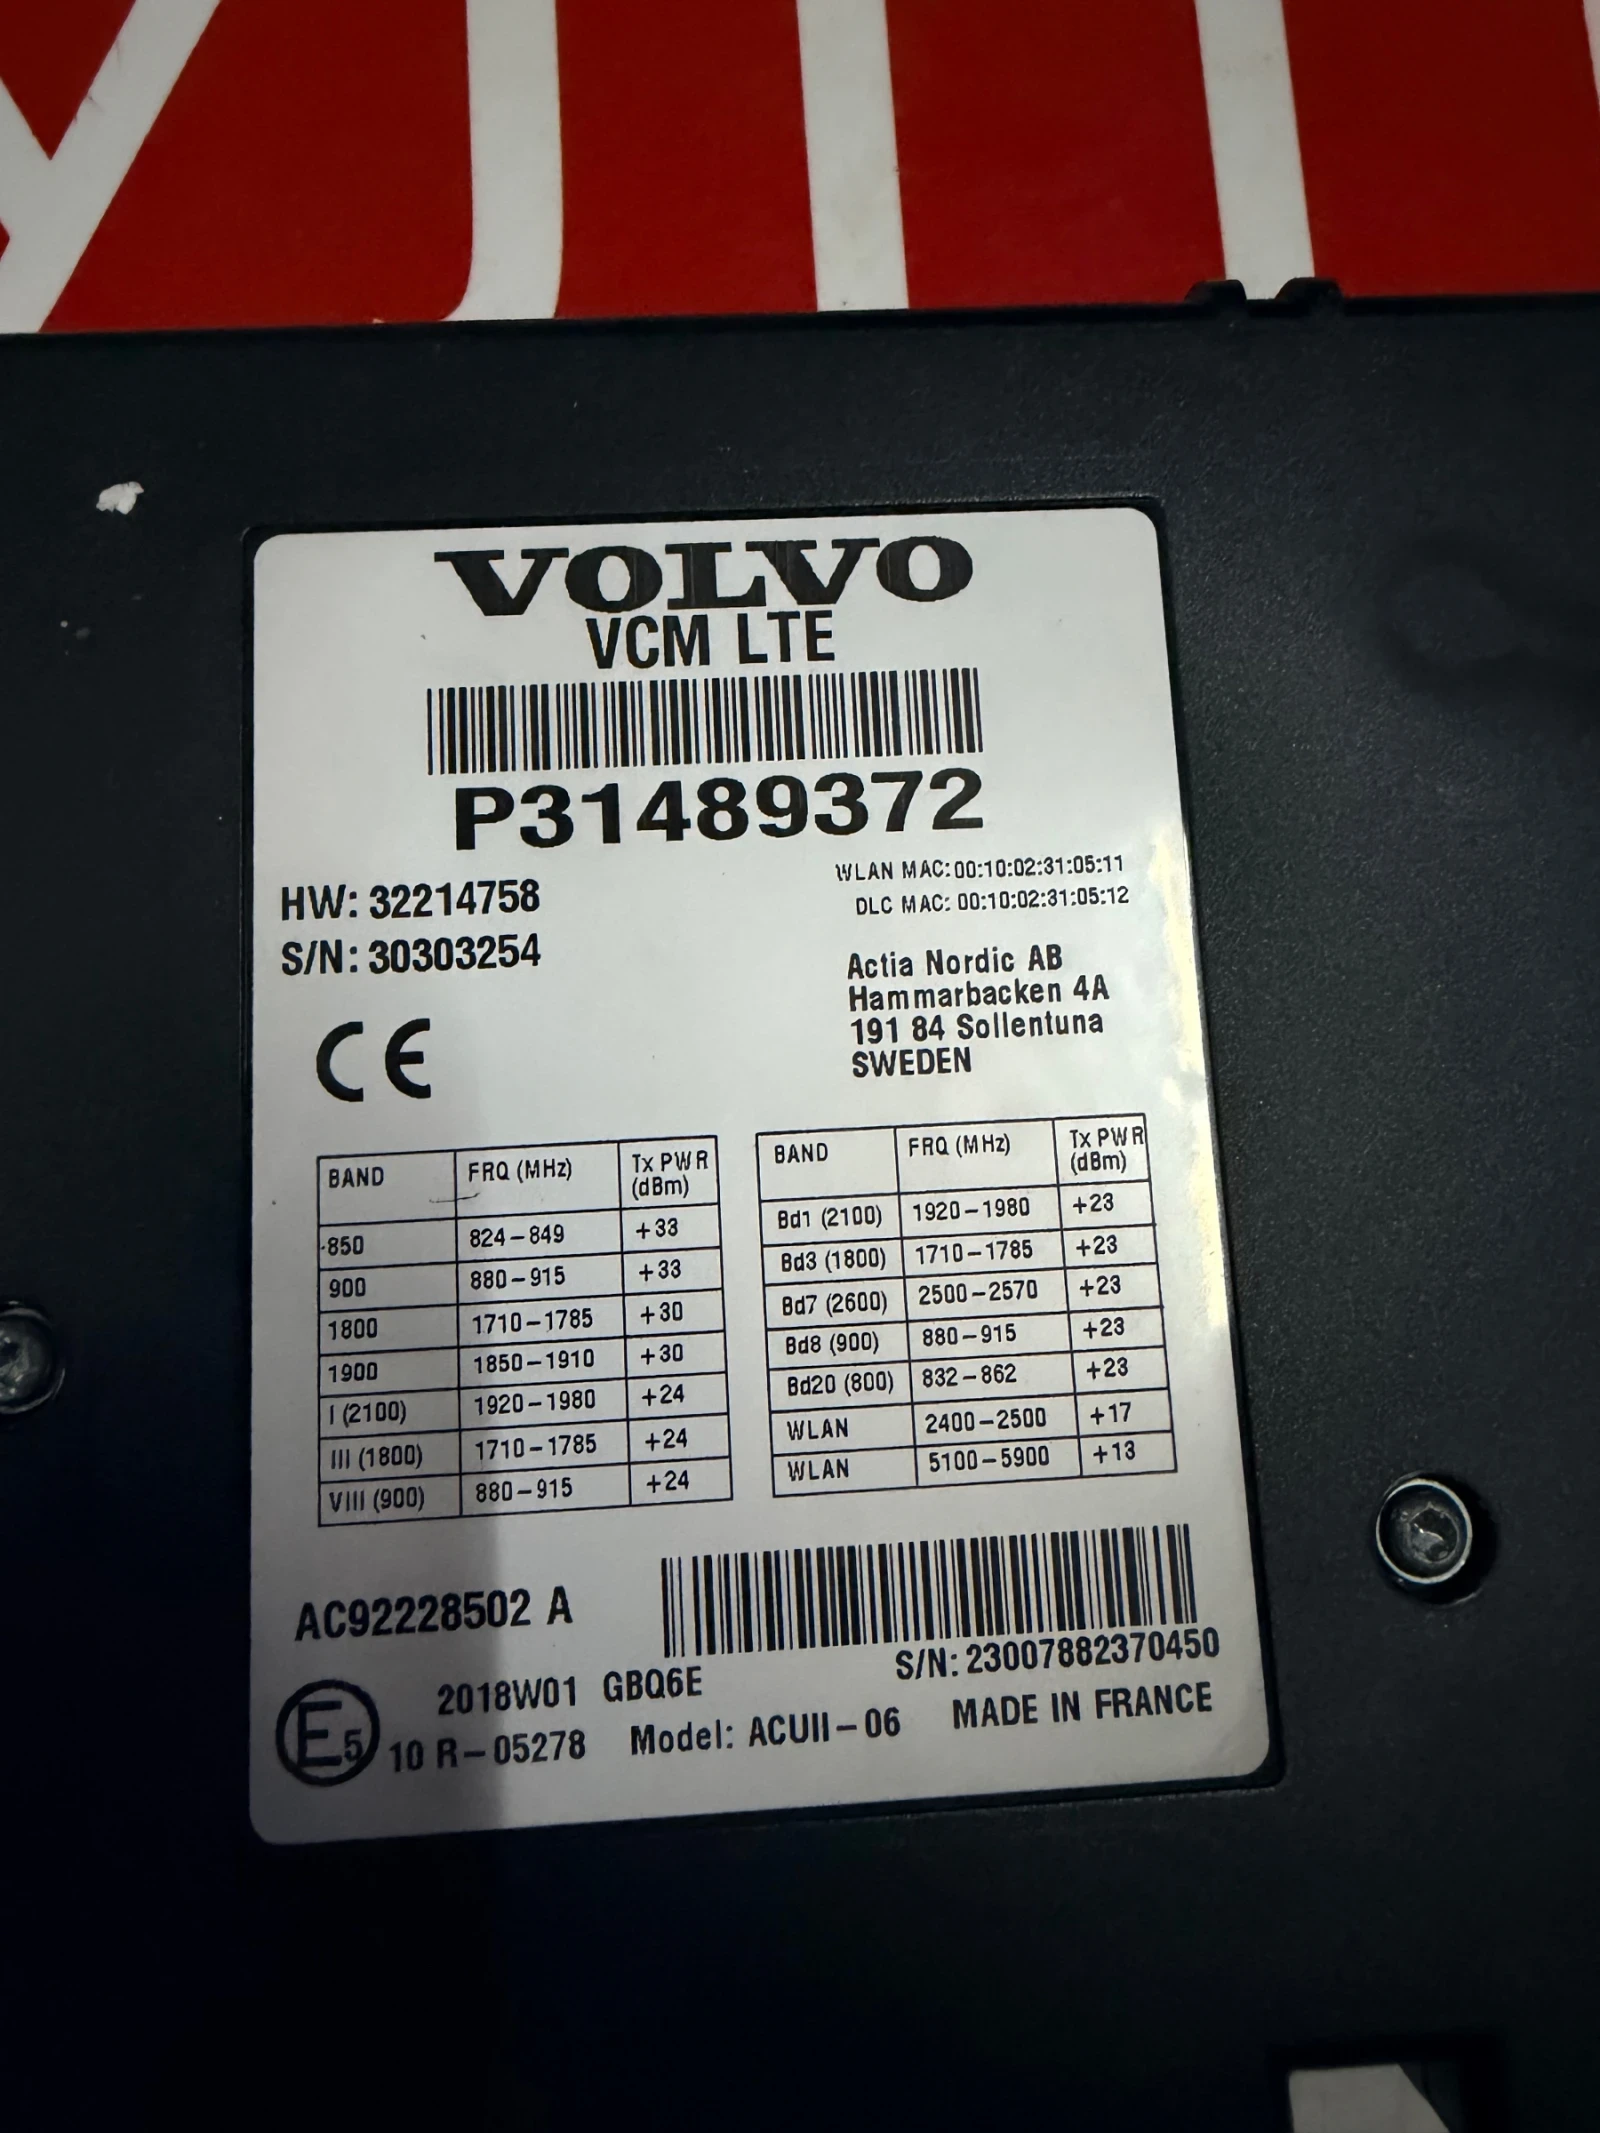 VOLVO
VCM LTE
P31489372
WLAN MAC:00:10:02:31:05:11
HW: 32214758
DLC MAC: 00:10:02:31:05:12
S/N: 30303254
Actia Nordic AB
Hammarbacken 4A
191 84 Sollentuna
SWEDEN
CE
BAND FRQ (MHz) Tx PWR (dBm)
850 824-849 +33
900 880-915 +33
1800 1710-1785 +30
1900 1850-1910 +30
I (2100) 1920-1980 +24
III (1800) 1710-1785 +24
VIII (900) 880-915 +24
BAND FRQ (MHz) Tx PWR (dBm)
Bd1 (2100) 1920-1980 +23
Bd3 (1800) 1710-1785 +23
Bd7 (2600) 2500-2570 +23
Bd8 (900) 880-915 +23
Bd20 (800) 832-862 +23
WLAN 2400-2500 +17
WLAN 5100-5900 +13
AC92228502 A
S/N: 23007882370450
E5
2018W01 GBQ6E
10 R-05278 Model: ACUII-06 MADE IN FRANCE